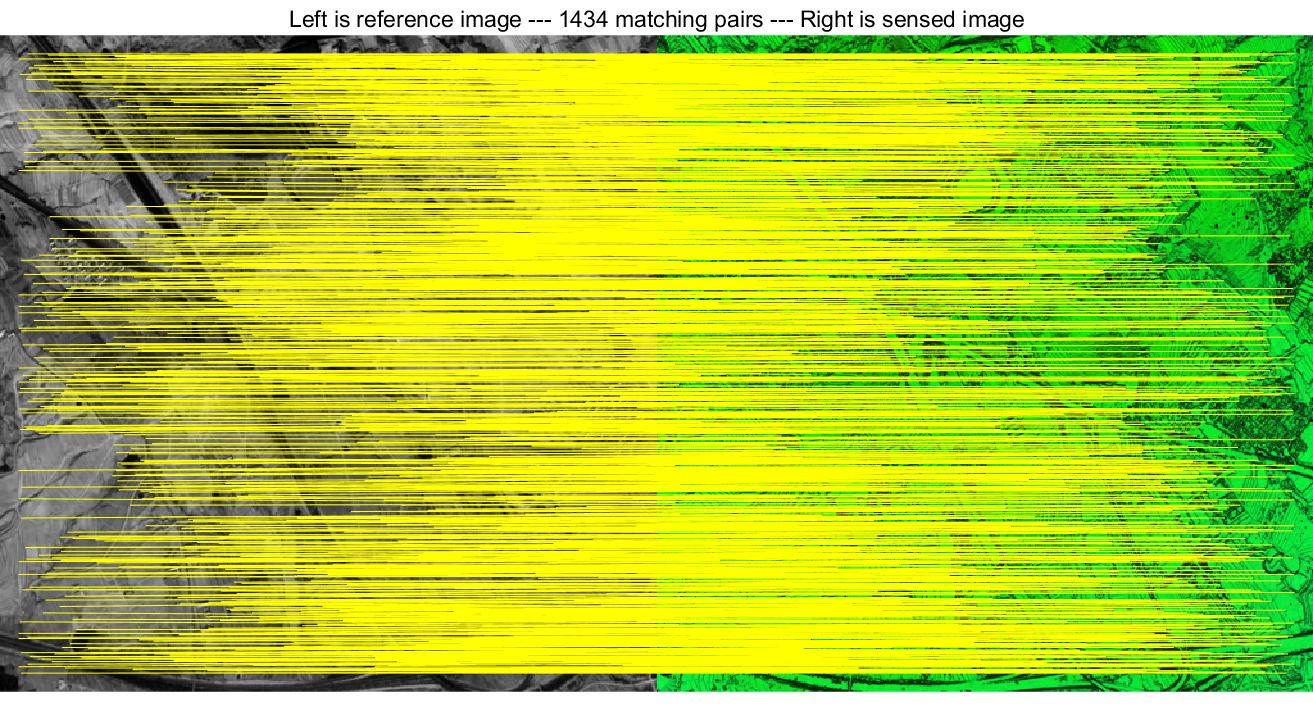 Left is reference image --- 1434 matching pairs --- Right is sensed image